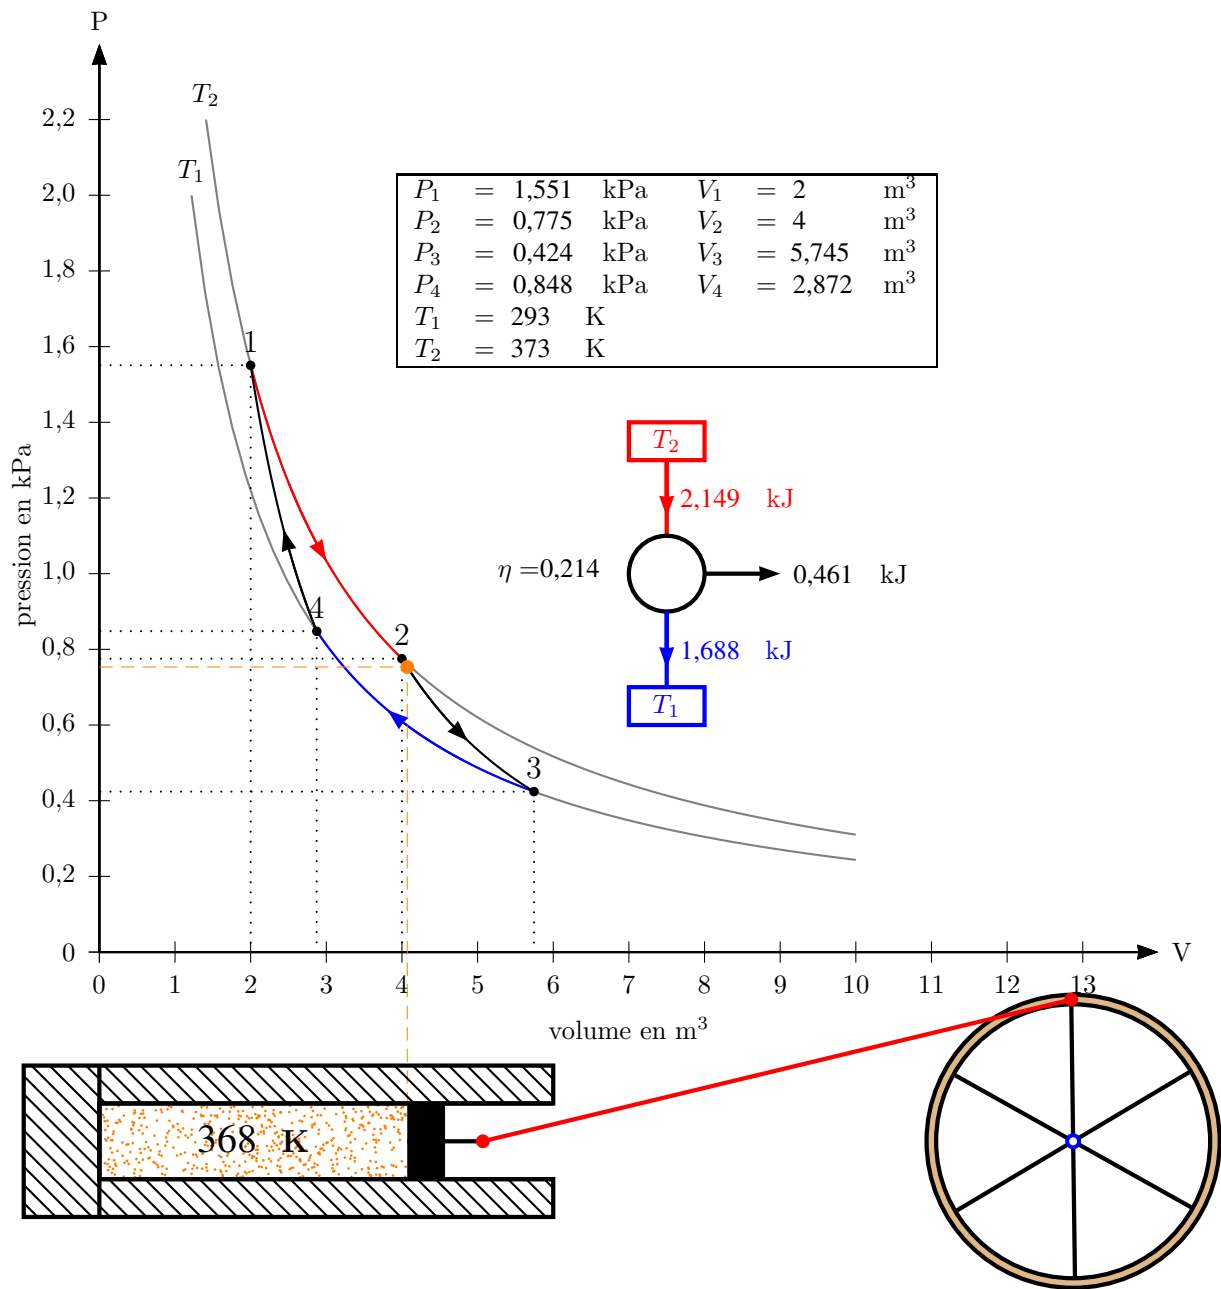 P
T₂
2,2
T₁
2,0
P₁ = 1,551 kPa V₁ = 2 m³
P₂ = 0,775 kPa V₂ = 4 m³
P₃ = 0,424 kPa V₃ = 5,745 m³
P₄ = 0,848 kPa V₄ = 2,872 m³
T₁ = 293 K
T₂ = 373 K
1,8
1,6
1
1,4
T₂
1,2
2,149 kJ
pression en kPa
1,0
η =0,214
0,461 kJ
4
0,8
2
1,688 kJ
0,6
T₁
3
0,4
0,2
0
V
0 1 2 3 4 5 6 7 8 9 10 11 12 13
volume en m³
368 K